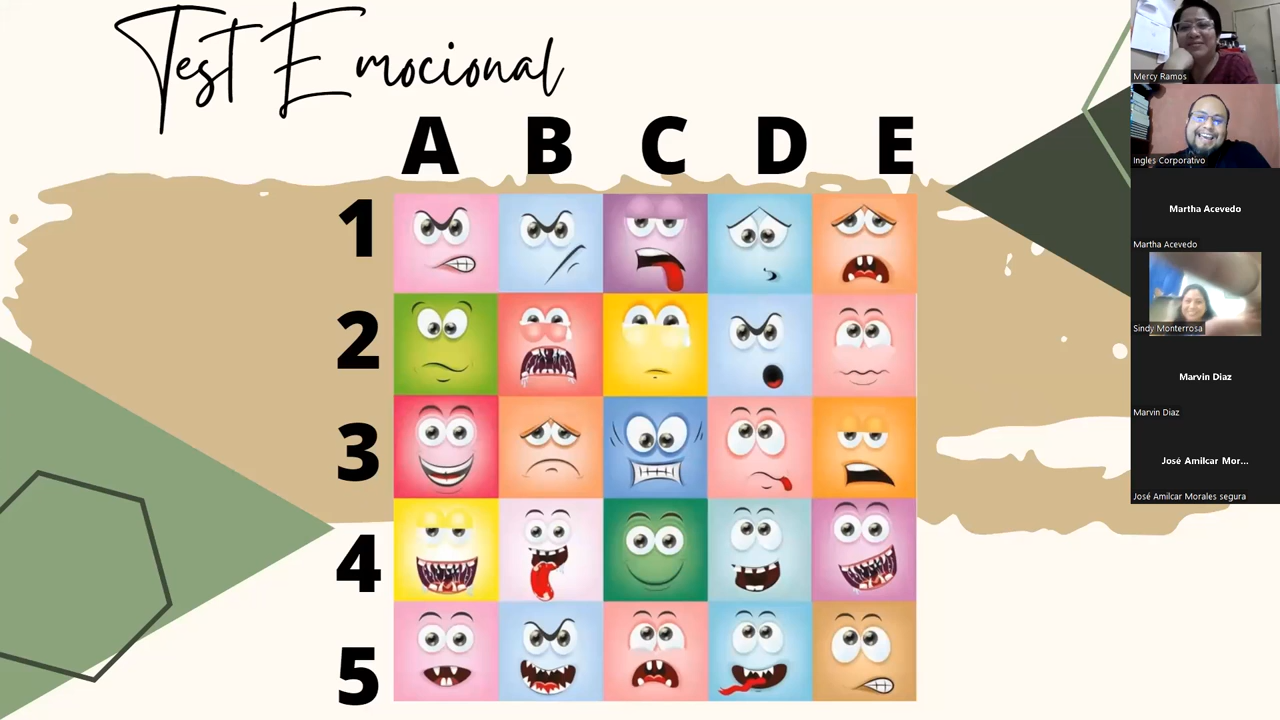 Test Emocional
A B C D E
1
2
3
4
5
Mercy Ramos
Ingles Corporativo
Martha Acevedo
Martha Acevedo
Sindy Monterrosa
Marvin Diaz
Marvin Diaz
José Amilcar Mor...
José Amilcar Morales segura